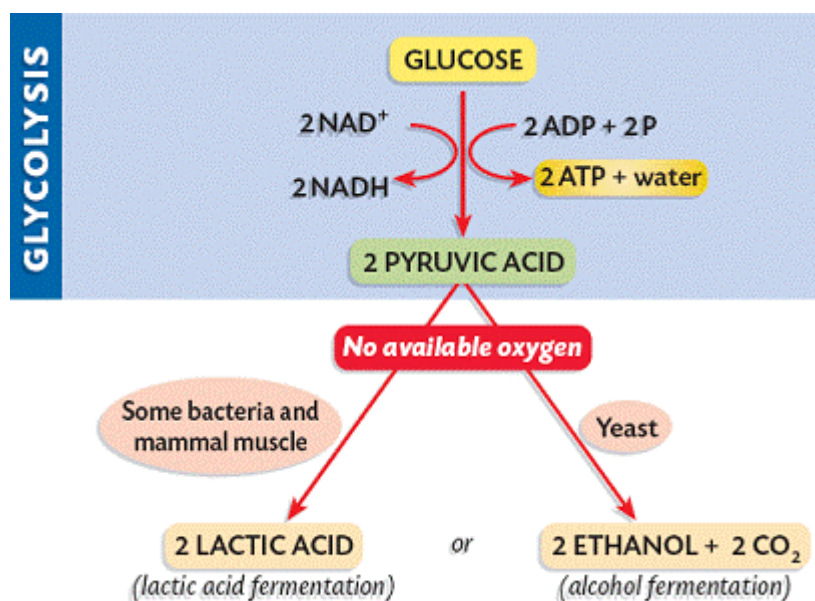 GLYCOLYSIS
GLUCOSE
2 NAD⁺
2 ADP + 2 P
2 NADH
2 ATP + water
2 PYRUVIC ACID
No available oxygen
Some bacteria and
mammal muscle
Yeast
2 LACTIC ACID
or
2 ETHANOL + 2 CO₂
(lactic acid fermentation)
(alcohol fermentation)